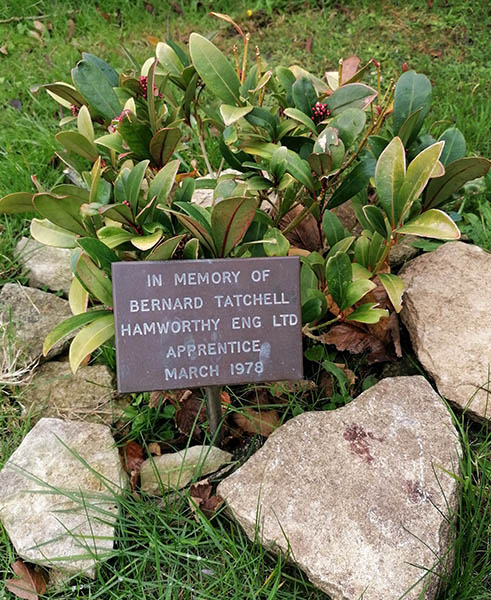 IN MEMORY OF
BERNARD TATCHELL
HAMWORTHY ENG LTD
APPRENTICE
MARCH 1978